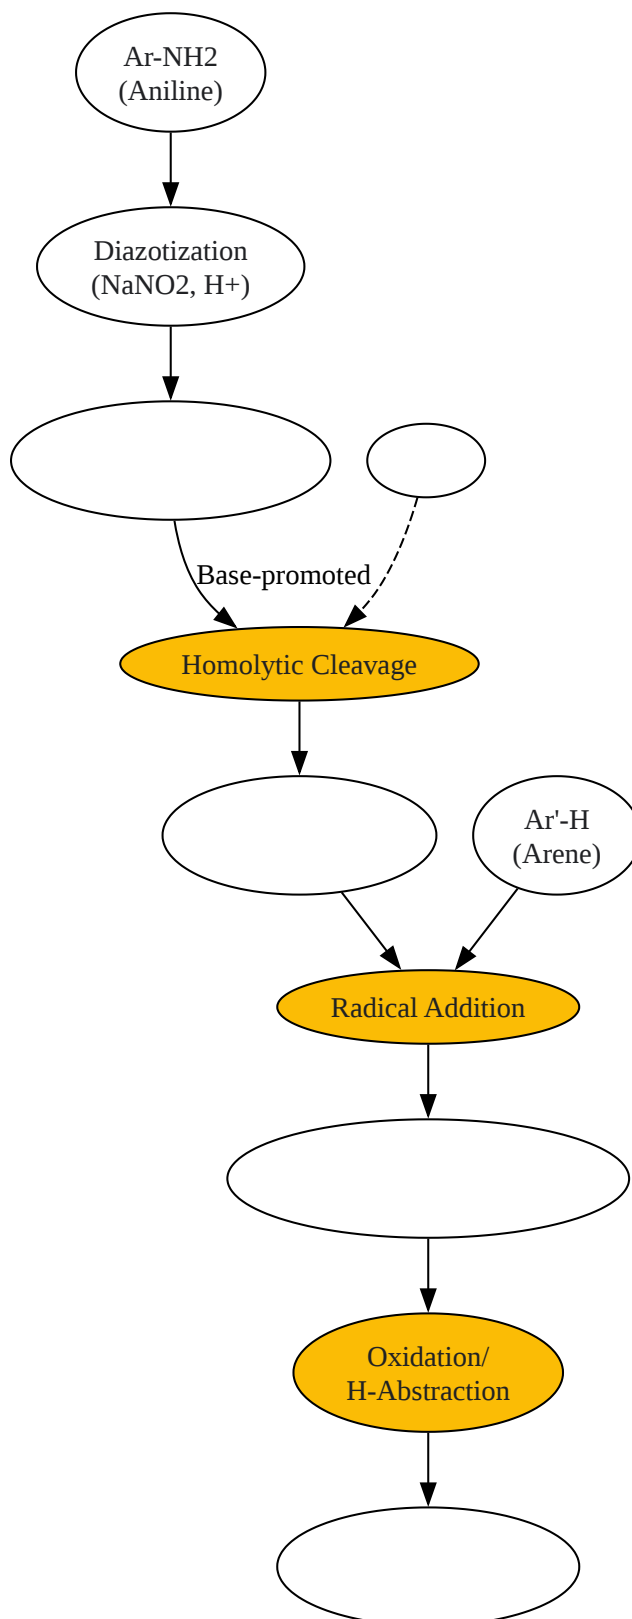 Ar-NH2
(Aniline)
Diazotization
(NaNO2, H+)
Base-promoted
Homolytic Cleavage
Ar'-H
(Arene)
Radical Addition
Oxidation/
H-Abstraction